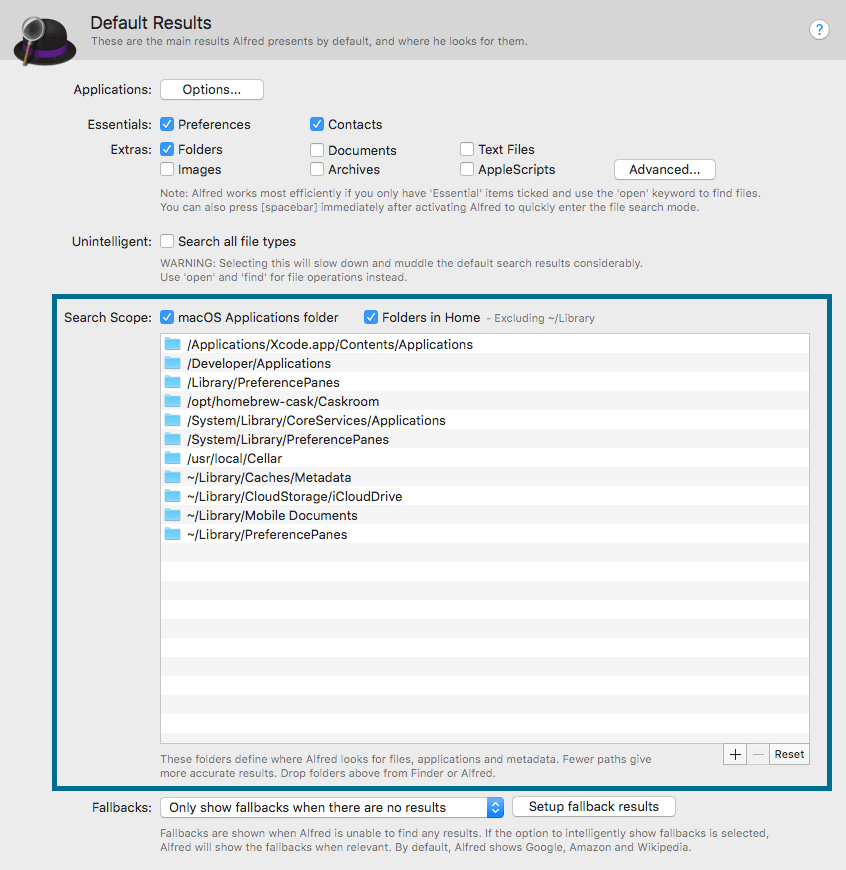 Default Results
These are the main results Alfred presents by default, and where he looks for them.
?
Applications: Options...
Essentials: Preferences Contacts
Extras: Folders Documents Text Files
Images Archives AppleScripts Advanced...
Note: Alfred works most efficiently if you only have 'Essential' items ticked and use the 'open' keyword to find files.
You can also press [spacebar] immediately after activating Alfred to quickly enter the file search mode.
Unintelligent: Search all file types
WARNING: Selecting this will slow down and muddle the default search results considerably.
Use 'open' and 'find' for file operations instead.
Search Scope: macOS Applications folder Folders in Home - Excluding ~/Library
/Applications/Xcode.app/Contents/Applications
/Developer/Applications
/Library/PreferencePanes
/opt/homebrew-cask/Caskroom
/System/Library/CoreServices/Applications
/System/Library/PreferencePanes
/usr/local/Cellar
~/Library/Caches/Metadata
~/Library/CloudStorage/iCloudDrive
~/Library/Mobile Documents
~/Library/PreferencePanes
These folders define where Alfred looks for files, applications and metadata. Fewer paths give
more accurate results. Drop folders above from Finder or Alfred.
+ − Reset
Fallbacks: Only show fallbacks when there are no results Setup fallback results
Fallbacks are shown when Alfred is unable to find any results. If the option to intelligently show fallbacks is selected,
Alfred will show the fallbacks when relevant. By default, Alfred shows Google, Amazon and Wikipedia.